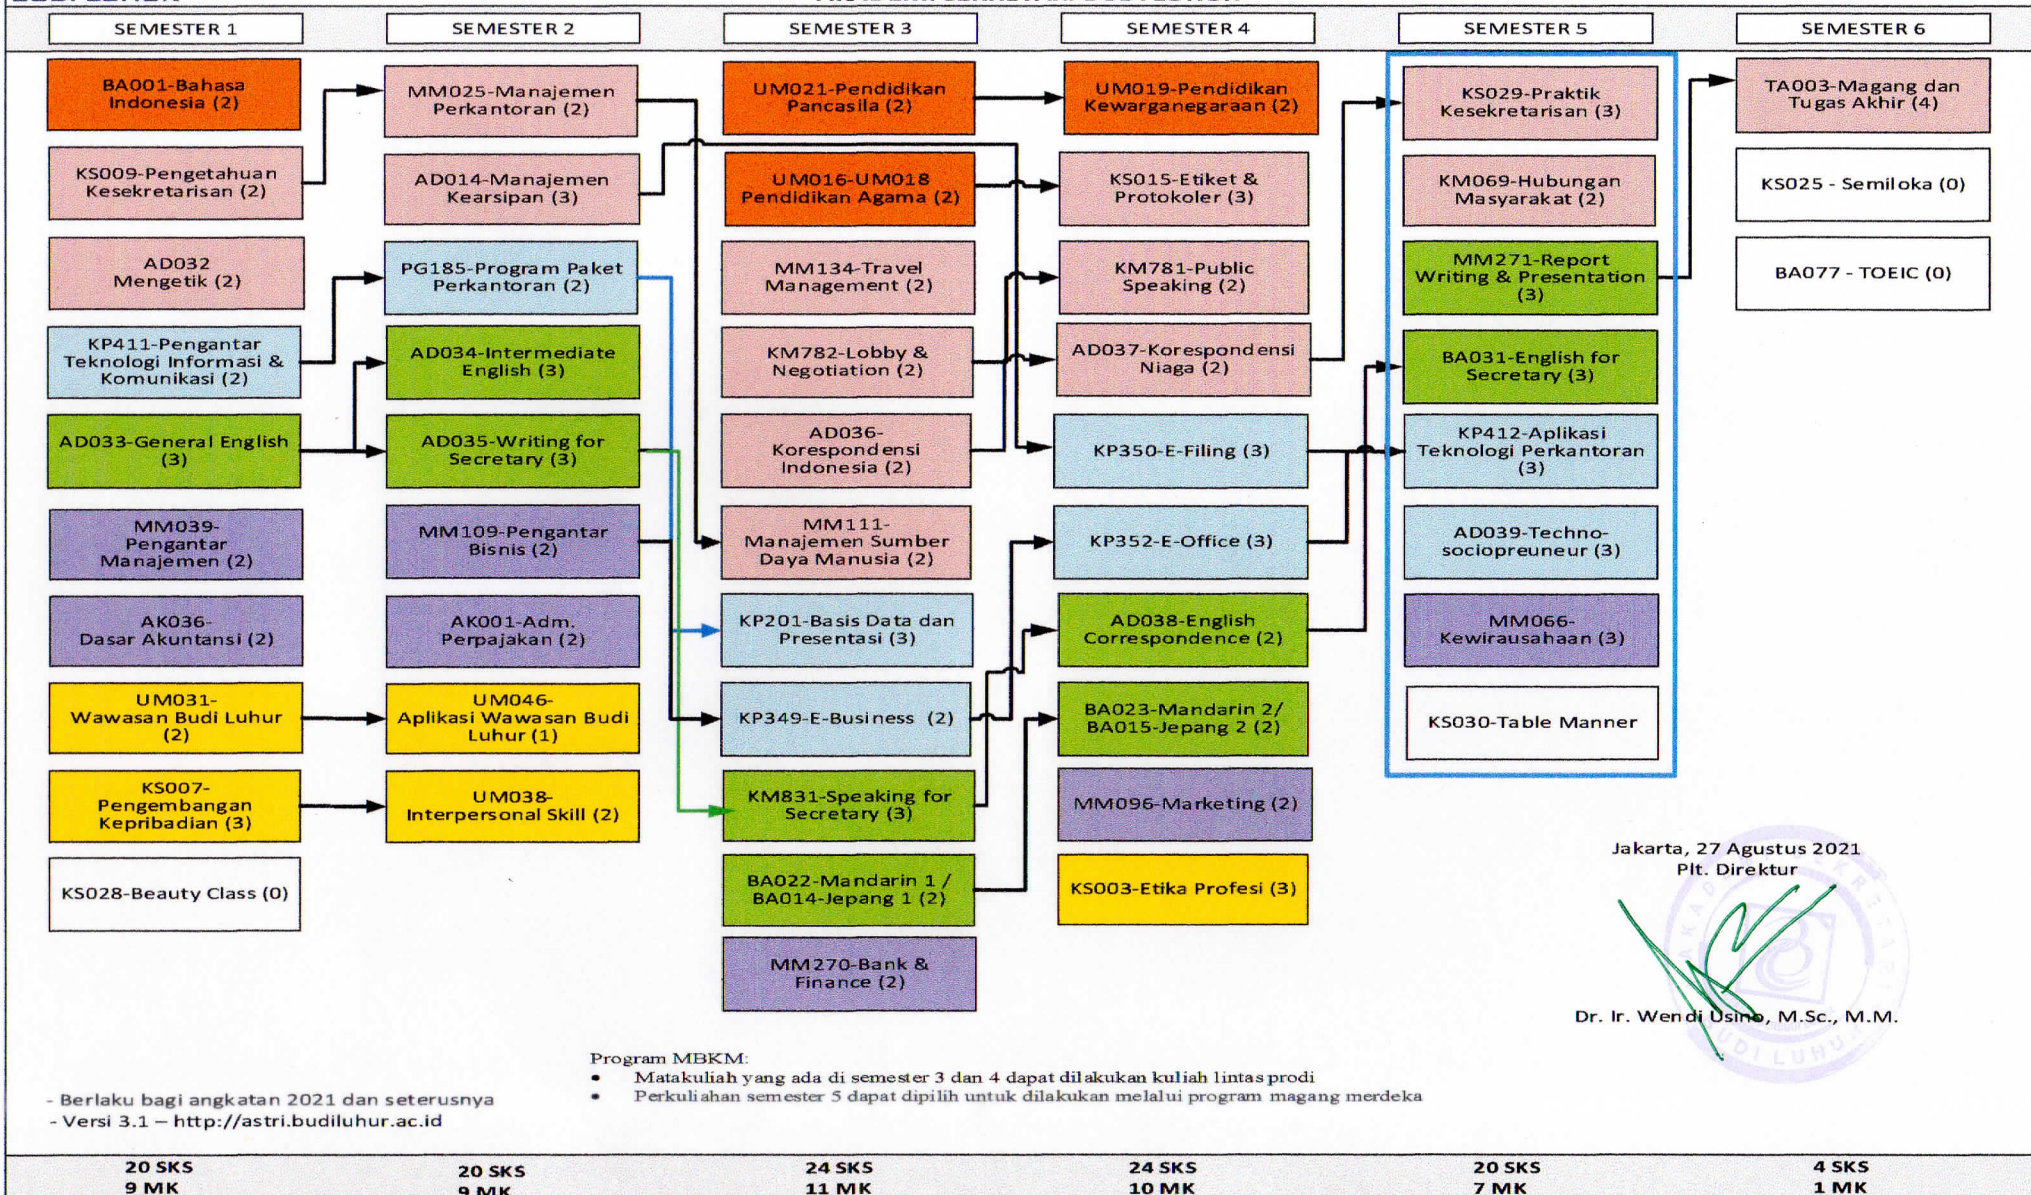 SEMESTER 1
SEMESTER 2
SEMESTER 3
SEMESTER 4
SEMESTER 5
SEMESTER 6
BA001-Bahasa
Indonesia (2)
KS009-Pengetahuan
Kesekretarisan (2)
AD032
Mengetik (2)
KP411-Pengantar
Teknologi Informasi &
Komunikasi (2)
AD033-General English
(3)
MM039-
Pengantar
Manajemen (2)
AK036-
Dasar Akuntansi (2)
UM031-
Wawasan Budi Luhur
(2)
KS007-
Pengembangan
Kepribadian (3)
KS028-Beauty Class (0)
MM025-Manajemen
Perkantoran (2)
AD014-Manajemen
Kearsipan (3)
PG185-Program Paket
Perkantoran (2)
AD034-Intermediate
English (3)
AD035-Writing for
Secretary (3)
MM109-Pengantar
Bisnis (2)
AK001-Adm.
Perpajakan (2)
UM046-
Aplikasi Wawasan Budi
Luhur (1)
UM038-
Interpersonal Skill (2)
UM021-Pendidikan
Pancasila (2)
UM016-UM018
Pendidikan Agama (2)
MM134-Travel
Management (2)
KM782-Lobby &
Negotiation (2)
AD036-
Korespondensi
Indonesia (2)
MM111-
Manajemen Sumber
Daya Manusia (2)
KP201-Basis Data dan
Presentasi (3)
KP349-E-Business (2)
KM831-Speaking for
Secretary (3)
BA022-Mandarin 1 /
BA014-Jepang 1 (2)
MM270-Bank &
Finance (2)
UM019-Pendidikan
Kewarganegaraan (2)
KS015-Etiket &
Protokoler (3)
KM781-Public
Speaking (2)
AD037-Korespondensi
Niaga (2)
KP350-E-Filing (3)
KP352-E-Office (3)
AD038-English
Correspondence (2)
BA023-Mandarin 2/
BA015-Jepang 2 (2)
MM096-Marketing (2)
KS003-Etika Profesi (3)
KS029-Praktik
Kesekretarisan (3)
KM069-Hubungan
Masyarakat (2)
MM271-Report
Writing & Presentation
(3)
BA031-English for
Secretary (3)
KP412-Aplikasi
Teknologi Perkantoran
(3)
AD039-Techno-
sociopreuneur (3)
MM066-
Kewirausahaan (3)
KS030-Table Manner
TA003-Magang dan
Tugas Akhir (4)
KS025 - Semiloka (0)
BA077 - TOEIC (0)
Jakarta, 27 Agustus 2021
Plt. Direktur
Dr. Ir. Wendi Usino, M.Sc., M.M.
Program MBKM:
• Matakuliah yang ada di semester 3 dan 4 dapat dilakukan kuliah lintas prodi
• Perkuliahan semester 5 dapat dipilih untuk dilakukan melalui program magang merdeka
- Berlaku bagi angkatan 2021 dan seterusnya
- Versi 3.1 – http://astri.budiluhur.ac.id
20 SKS
9 MK
20 SKS
9 MK
24 SKS
11 MK
24 SKS
10 MK
20 SKS
7 MK
4 SKS
1 MK